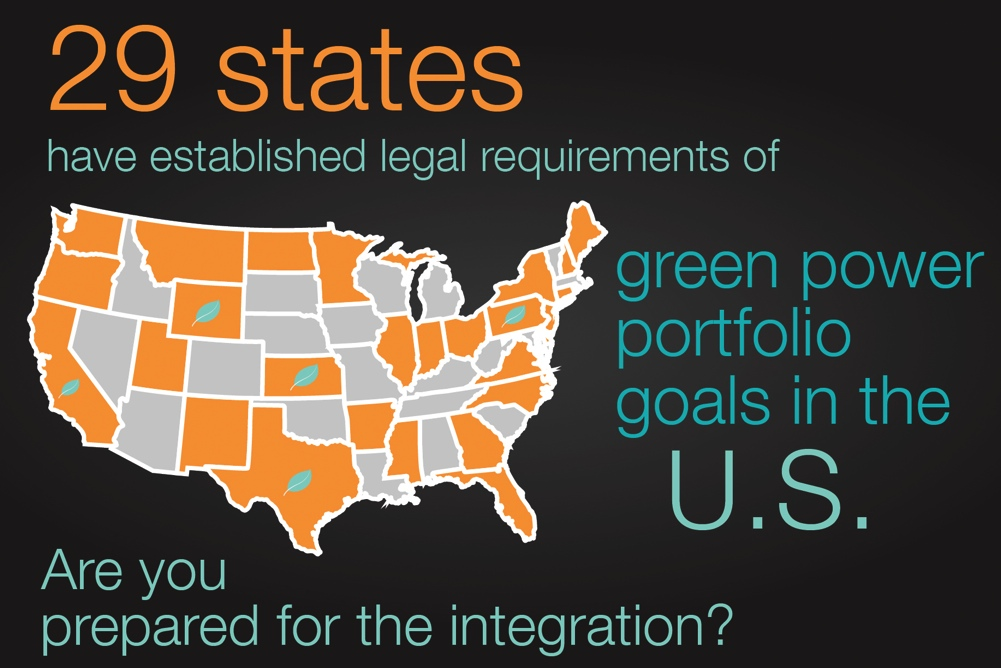 29 states
have established legal requirements of
green power
portfolio
goals in the
U.S.
Are you
prepared for the integration?